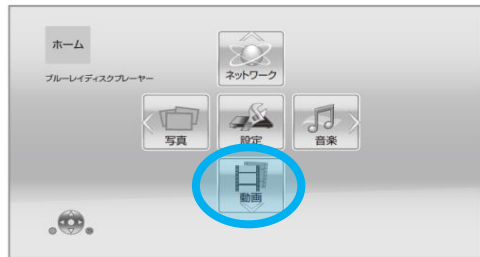 ホーム
ブルーレイディスクプレーヤー
ネットワーク
写真
設定
音楽
動画